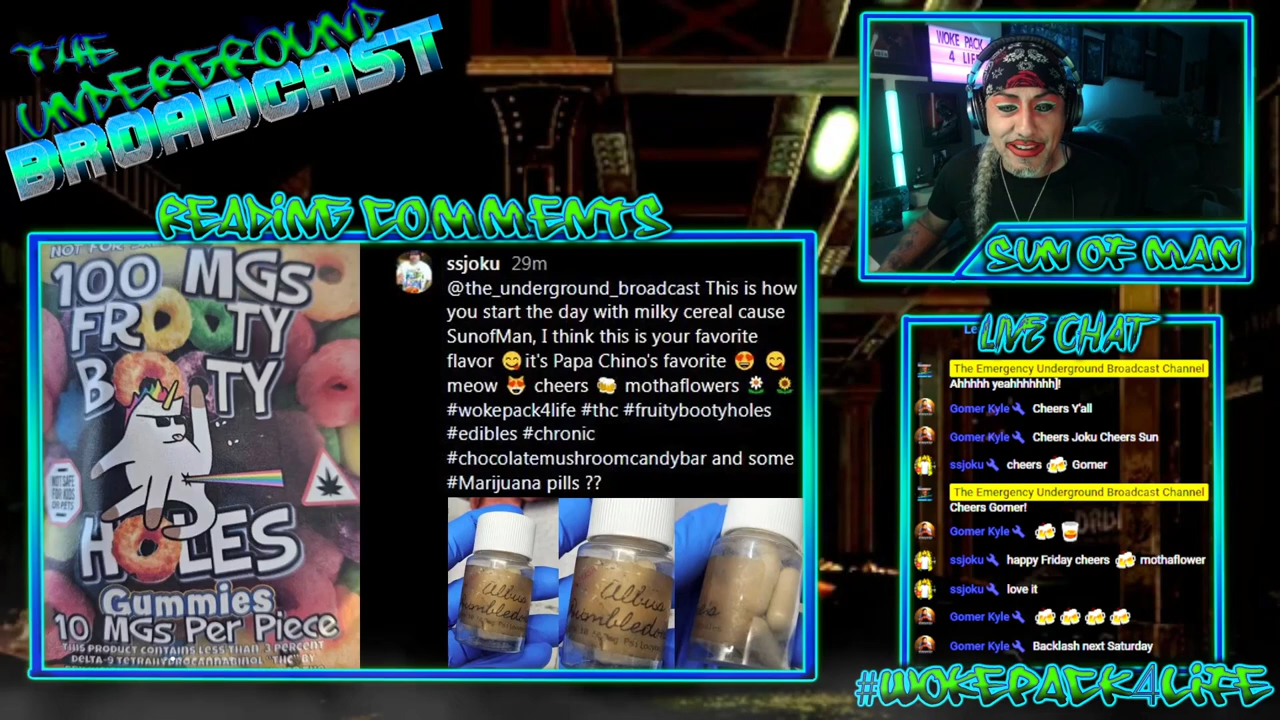 THE
UNDERGROUND
BROADCAST
READING COMMENTS
100 MGS
FROOTY
BOOTY
NOT SAFE
FOR KIDS
OR PETS
HOLES
Gummies
10 MGS Per Piece
THIS PRODUCT CONTAINS LESS THAN .3 PERCENT
DELTA-9 TETRAHYDROCANNABINOL "THC" BY
ssjoku 29m
@the_underground_broadcast This is how
you start the day with milky cereal cause
SunofMan, I think this is your favorite
flavor 😋it's Papa Chino's favorite 😍 😋
meow 😻 cheers 🍻 mothaflowers 🌼 🌻
#wokepack4life #thc #fruitybootyholes
#edibles #chronic
#chocolatemushroomcandybar and some
#Marijuana pills ??
Albus
Albus
WOKE PACK
4 LIFE
SUN OF MAN
LIVE CHAT
The Emergency Underground Broadcast Channel
Ahhhhh yeahhhhhhh]!
Gomer Kyle Cheers Y'all
Gomer Kyle Cheers Joku Cheers Sun
ssjoku cheers 🍻 Gomer
The Emergency Underground Broadcast Channel
Cheers Gomer!
Gomer Kyle 🍻 🥃
ssjoku happy Friday cheers 🍻 mothaflower
ssjoku love it
Gomer Kyle 🍻 🍻 🍻 🍻
Gomer Kyle Backlash next Saturday
#WOKEPACK4LIFE